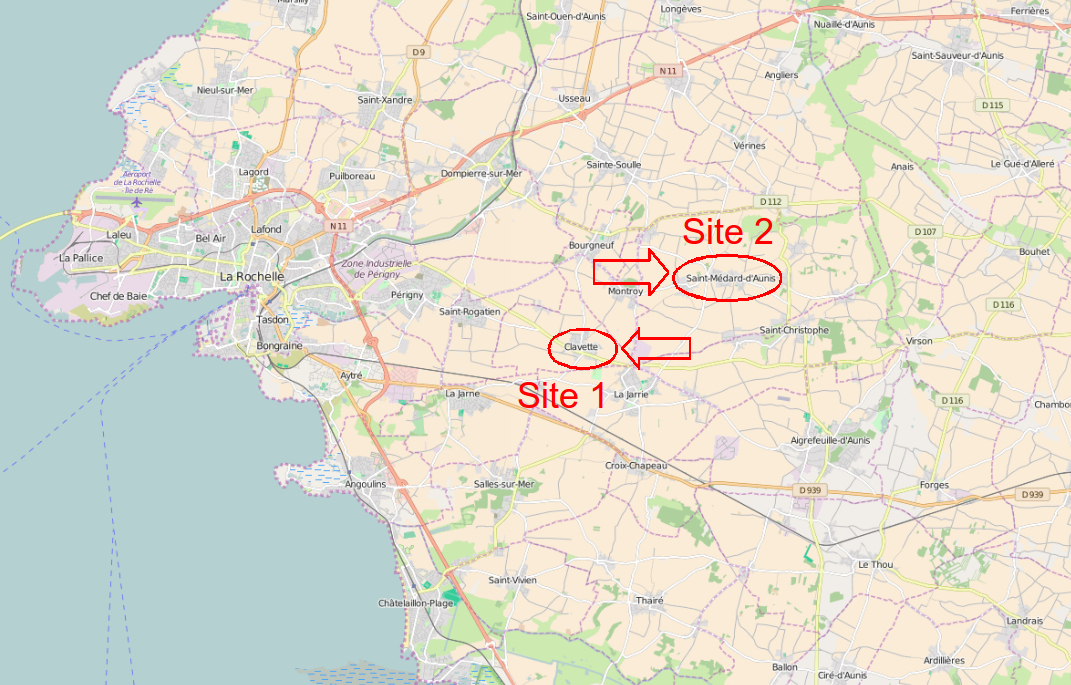 Longèves
Ferrières
Saint-Ouen-d'Aunis
Nuaillé-d'Aunis
D 9
Saint-Sauveur-d'Aunis
N 11
Angliers
Nieul-sur-Mer
Saint-Xandre
Usseau
D 115
Vérines
Sainte-Soulle
Le Gué-d'Alleré
Anais
Lagord
Puilboreau
Dompierre-sur-Mer
Aéroport
de La Rochelle
Île de Ré
D 112
Laleu
Bel Air
Lafond
N 11
Site 2
D 107
Bourgneuf
Bouhet
La Pallice
Zone Industrielle
de Périgny
La Rochelle
Saint-Médard-d'Aunis
Chef de Baie
Périgny
Montroy
D 116
Saint-Rogatien
Tasdon
Saint-Christophe
Bongraine
Clavette
Virson
Aytré
Site 1
La Jarne
La Jarrie
D 116
Chambo
Aigrefeuille-d'Aunis
Croix-Chapeau
Angoulins
Salles-sur-Mer
D 939
Forges
D 939
Le Thou
Saint-Vivien
Châtelaillon-Plage
Thairé
Landrais
Ardillières
Ballon
Ciré-d'Aunis